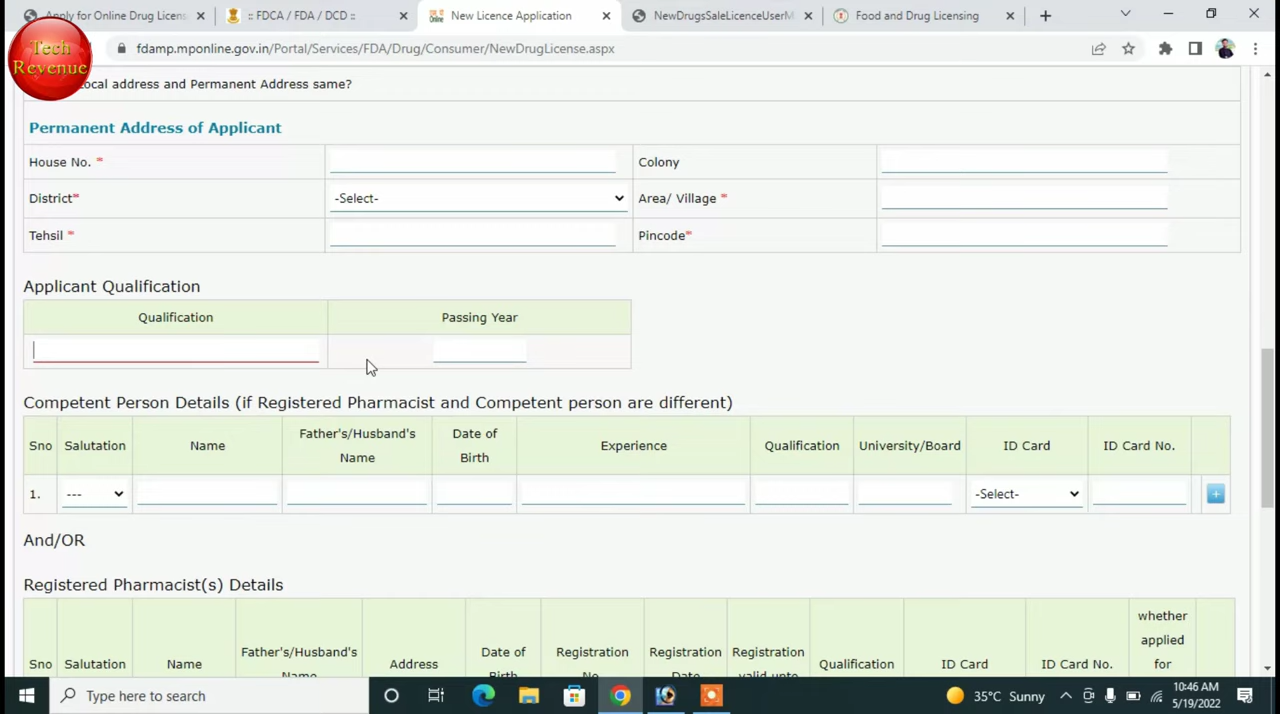 Apply for Online Drug Licens
:: FDCA / FDA / DCD ::
New Licence Application
NewDrugsSaleLicenceUserM
Food and Drug Licensing
Tech
Revenue
fdamp.mponline.gov.in/Portal/Services/FDA/Drug/Consumer/NewDrugLicense.aspx
ocal address and Permanent Address same?
Permanent Address of Applicant
House No. *
Colony
District*
-Select-
Area/ Village *
Tehsil *
Pincode*
Applicant Qualification
Qualification
Passing Year
Competent Person Details (if Registered Pharmacist and Competent person are different)
Sno
Salutation
Name
Father's/Husband's
Name
Date of
Birth
Experience
Qualification
University/Board
ID Card
ID Card No.
1.
---
-Select-
And/OR
Registered Pharmacist(s) Details
Sno
Salutation
Name
Father's/Husband's
Name
Address
Date of
Birth
Registration
No
Registration
Date
Registration
valid upto
Qualification
ID Card
ID Card No.
whether
applied
for
Type here to search
35°C Sunny
10:46 AM
5/19/2022